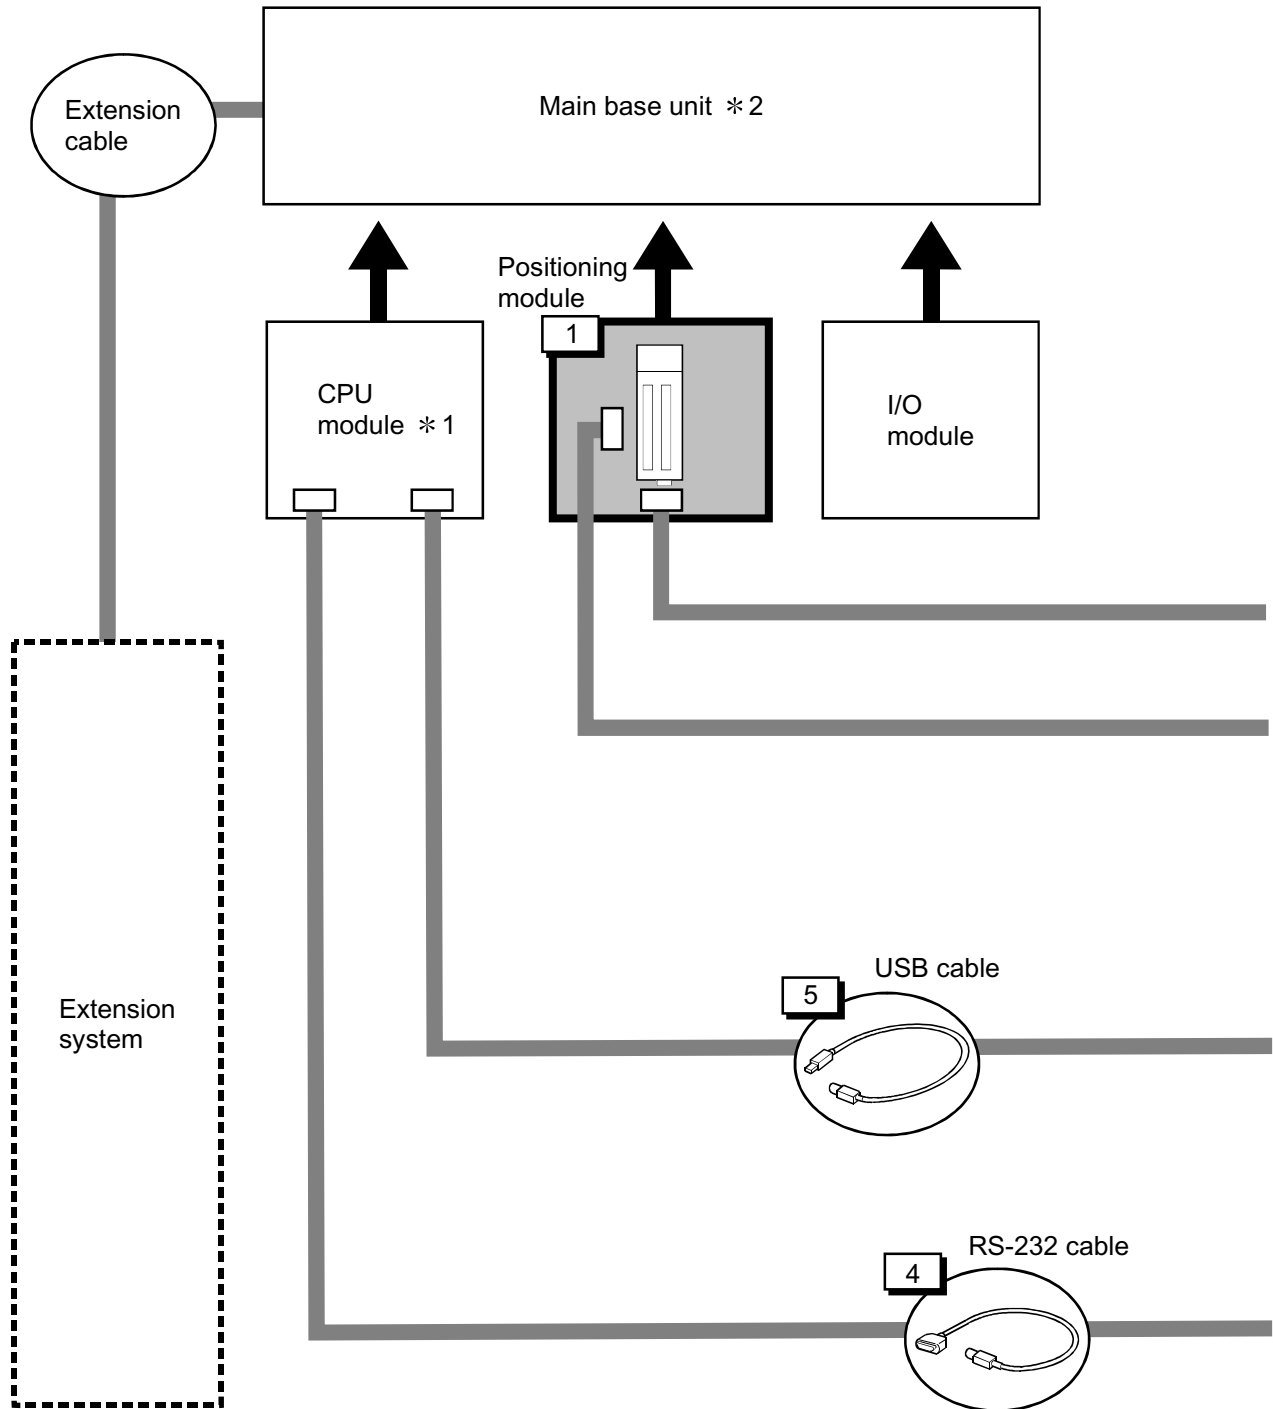 Main base unit ＊2
Extension
cable
Positioning
module
1
CPU
module ＊1
I/O
module
USB cable
5
Extension
system
RS-232 cable
4